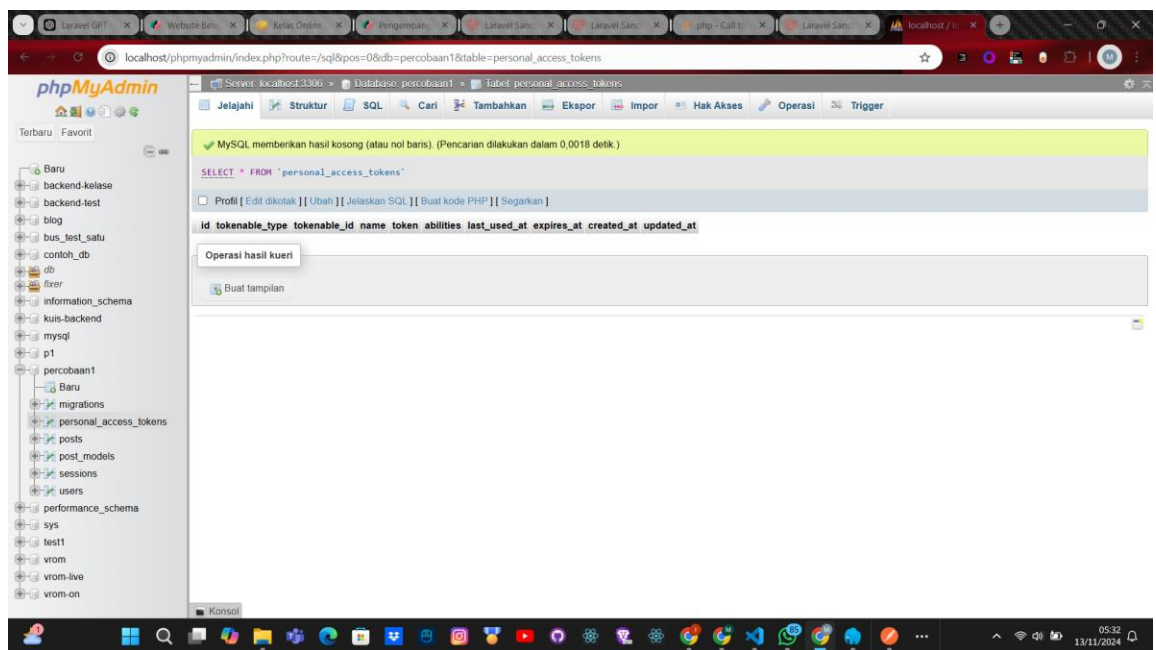 Laravel GPT
Website Bel
Kelas Online
Pengembang
Laravel Sanc
Laravel Sanc
php - Call to
Laravel Sanc
localhost / lo
localhost/phpmyadmin/index.php?route=/sql&pos=0&db=percobaan1&table=personal_access_tokens
phpMyAdmin
Terbaru Favorit
Baru
backend-kelase
backend-test
blog
bus_test_satu
contoh_db
db
fixer
information_schema
kuis-backend
mysql
p1
percobaan1
Baru
migrations
personal_access_tokens
posts
post_models
sessions
users
performance_schema
sys
test1
vrom
vrom-live
vrom-on
Server: localhost:3306 » Database: percobaan1 » Tabel: personal_access_tokens
Jelajahi Struktur SQL Cari Tambahkan Ekspor Impor Hak Akses Operasi Trigger
MySQL memberikan hasil kosong (atau nol baris). (Pencarian dilakukan dalam 0,0018 detik.)
SELECT * FROM `personal_access_tokens`
Profil [ Edit dikotak ] [ Ubah ] [ Jelaskan SQL ] [ Buat kode PHP ] [ Segarkan ]
id tokenable_type tokenable_id name token abilities last_used_at expires_at created_at updated_at
Operasi hasil kueri
Buat tampilan
Konsol
05:32
13/11/2024